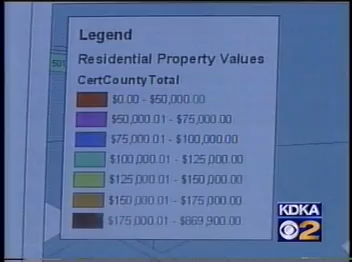 Legend
Residential Property Values
CertCountyTotal
501
$0.00 - $50,000.00
$50,000.01 - $75,000.00
$75,000.01 - $100,000.00
$100,000.01 - $125,000.00
$125,000.01 - $150,000.00
$150,000.01 - $175,000.00
$175,000.01 - $869,900.00
KDKA
2